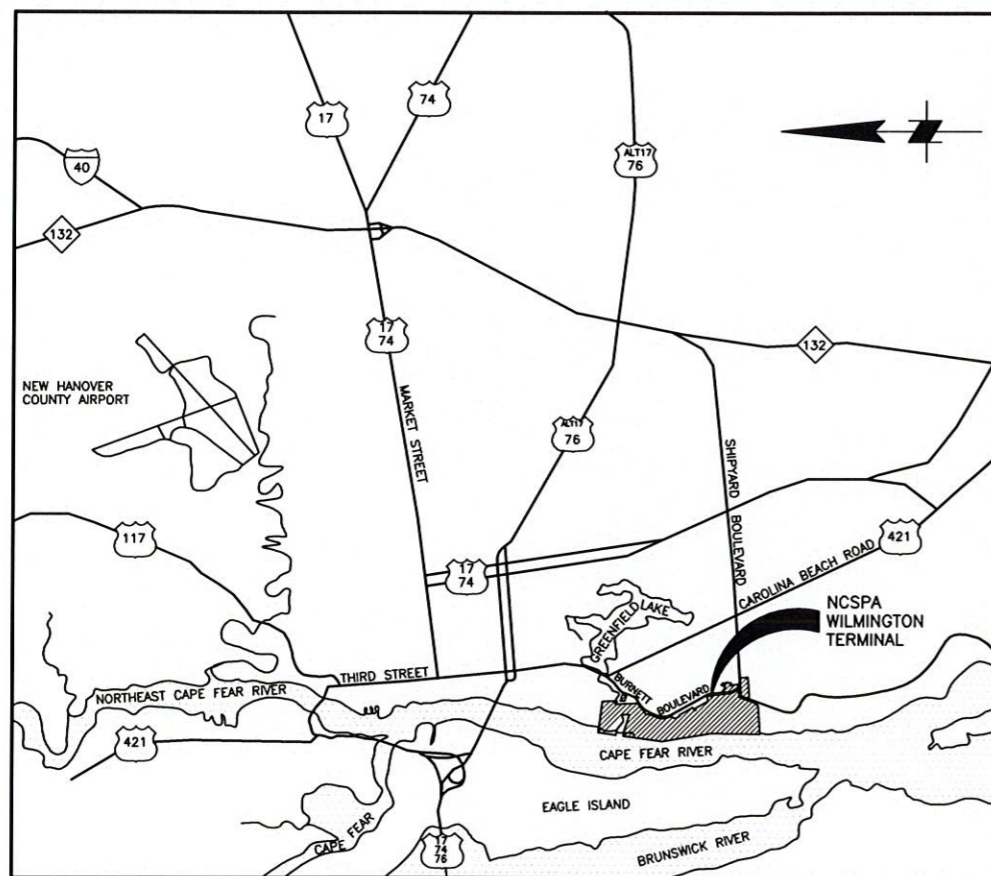 17
74
ALT17
76
40
132
17
74
132
NEW HANOVER
COUNTY AIRPORT
MARKET STREET
ALT17
76
SHIPYARD BOULEVARD
117
17
74
421
CAROLINA BEACH ROAD
GREENFIELD LAKE
NCSPA
WILMINGTON
TERMINAL
THIRD STREET
BURNETT
BOULEVARD
NORTHEAST CAPE FEAR RIVER
421
CAPE FEAR RIVER
EAGLE ISLAND
CAPE FEAR
17
74
76
BRUNSWICK RIVER